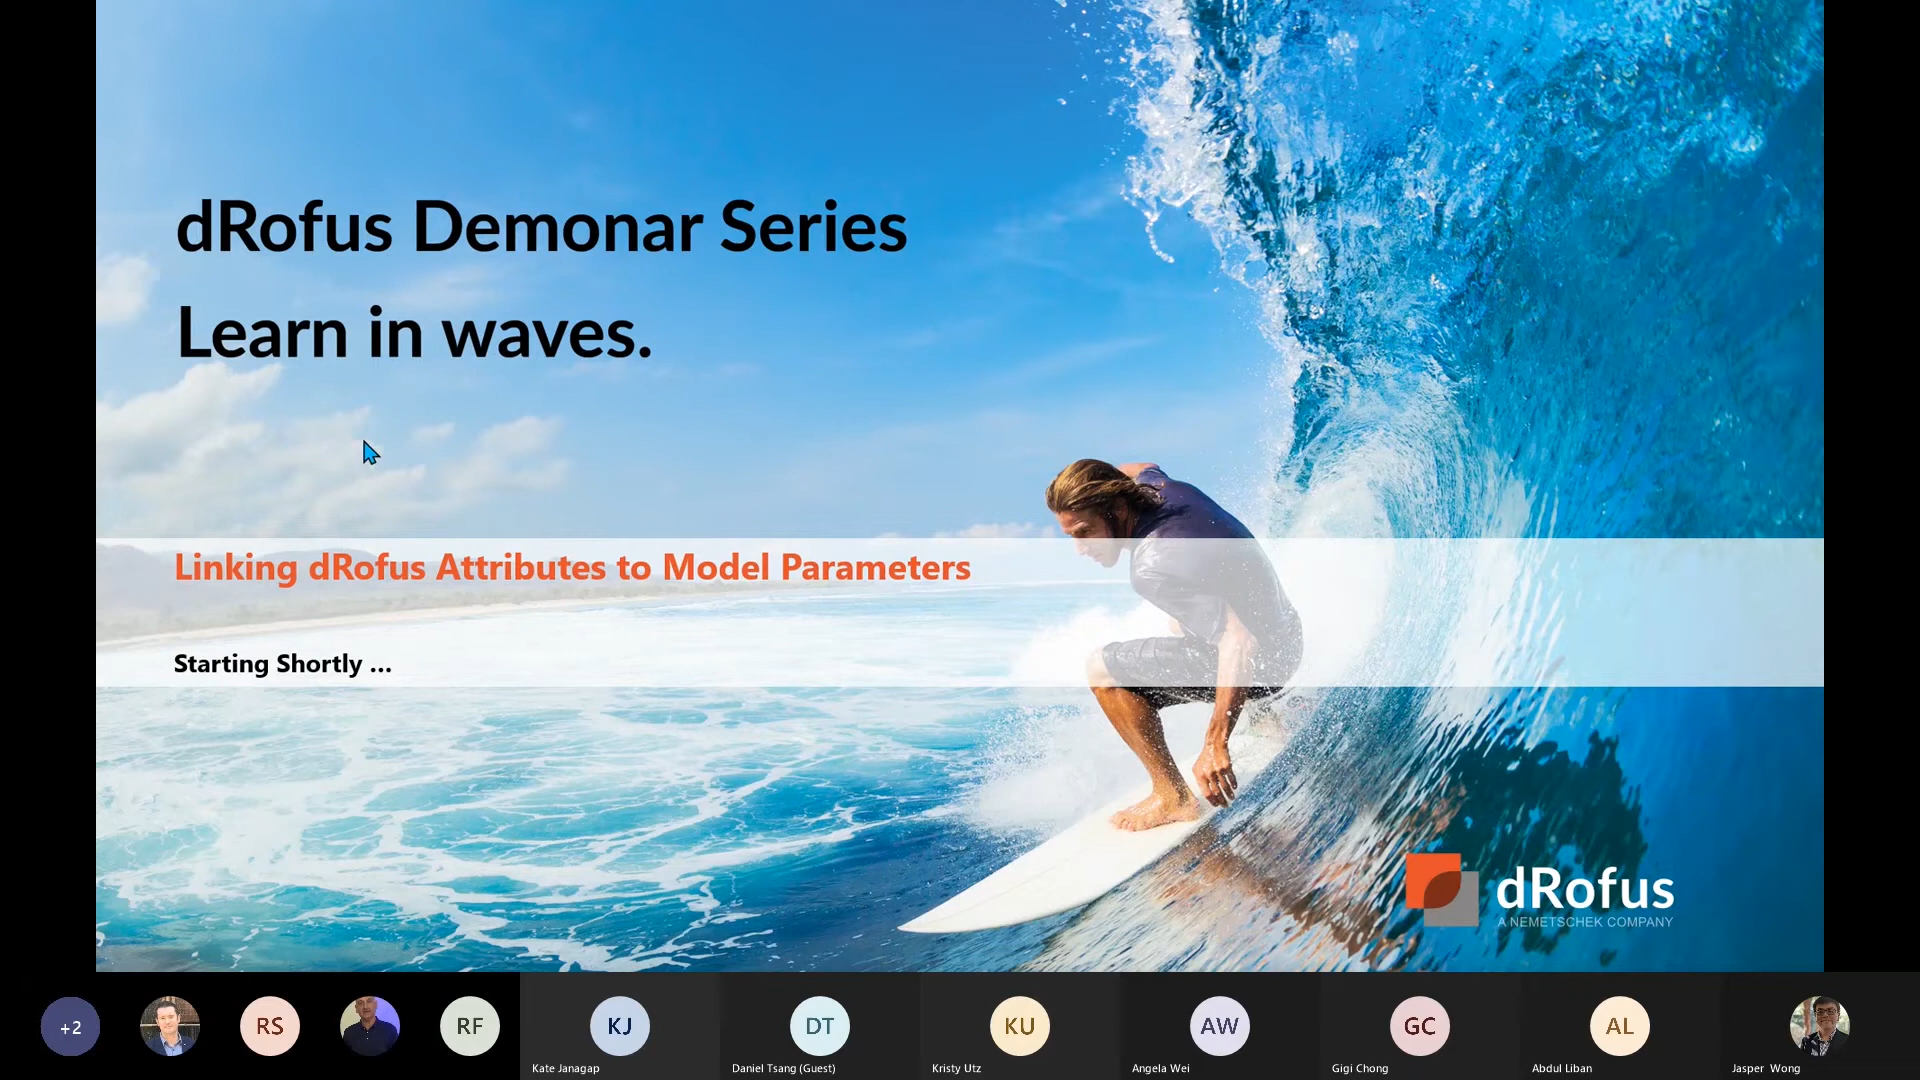 dRofus Demonar Series
Learn in waves.
Linking dRofus Attributes to Model Parameters
Starting Shortly ...
dRofus
A NEMETSCHEK COMPANY
+2
RS
RF
KJ
DT
KU
AW
GC
AL
Kate Janagap
Daniel Tsang (Guest)
Kristy Utz
Angela Wei
Gigi Chong
Abdul Liban
Jasper Wong